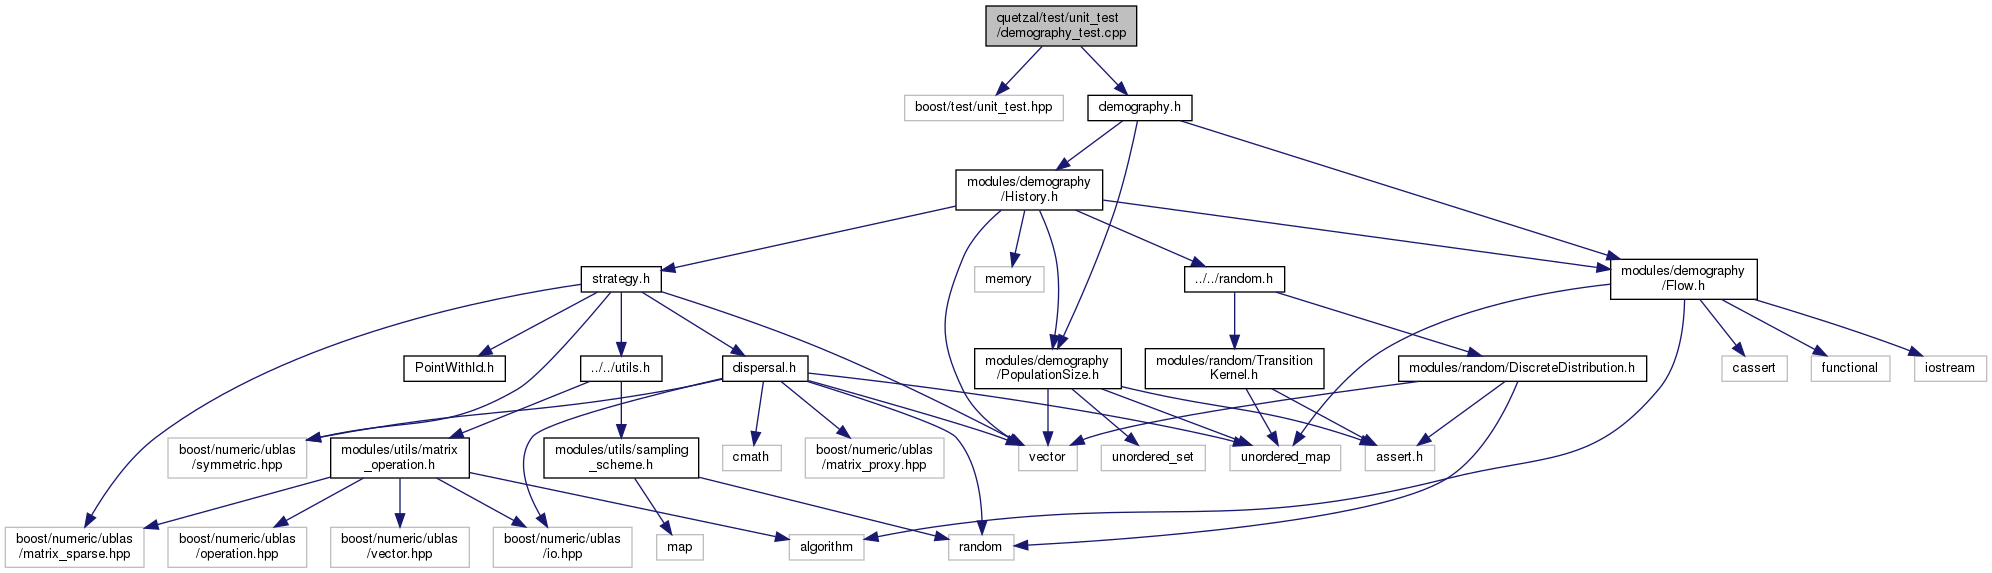 quetzal/test/unit_test
/demography_test.cpp
boost/test/unit_test.hpp
demography.h
modules/demography
/History.h
strategy.h
memory
../../random.h
modules/demography
/Flow.h
PointWithId.h
../../utils.h
dispersal.h
modules/demography
/PopulationSize.h
modules/random/Transition
Kernel.h
modules/random/DiscreteDistribution.h
cassert
functional
iostream
boost/numeric/ublas
/symmetric.hpp
modules/utils/matrix
_operation.h
modules/utils/sampling
_scheme.h
cmath
boost/numeric/ublas
/matrix_proxy.hpp
vector
unordered_set
unordered_map
assert.h
boost/numeric/ublas
/matrix_sparse.hpp
boost/numeric/ublas
/operation.hpp
boost/numeric/ublas
/vector.hpp
boost/numeric/ublas
/io.hpp
map
algorithm
random